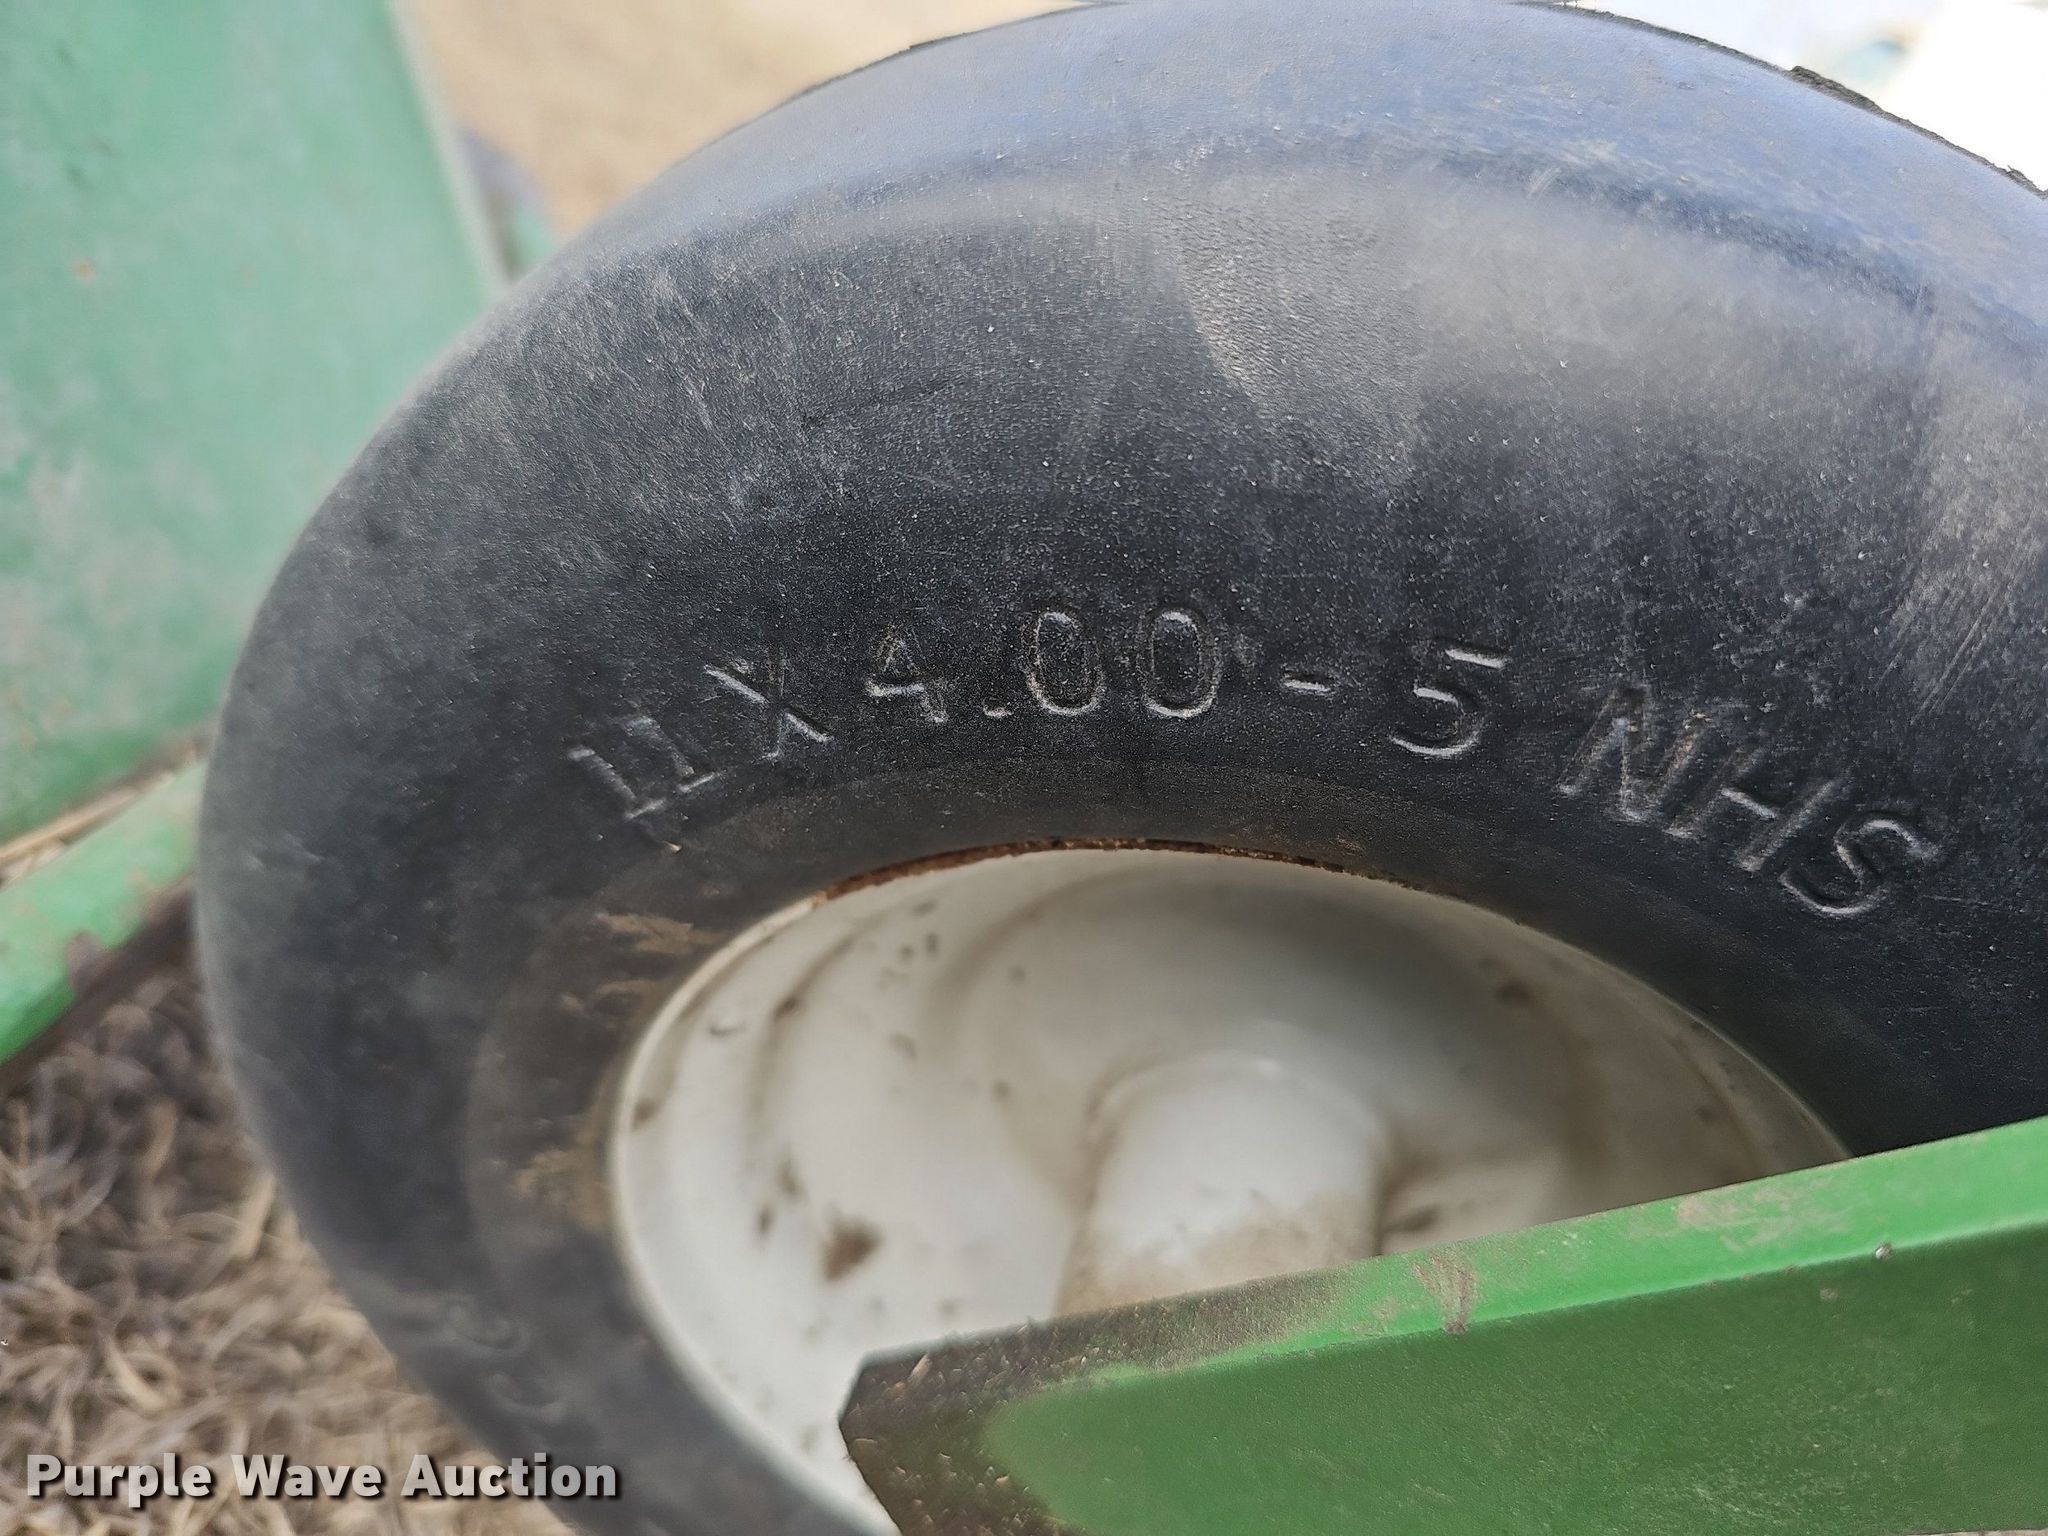 11X4.00-5 NHS
Purple Wave Auction